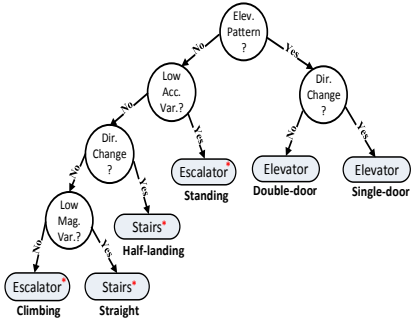 Elev.
Pattern
?
No
Yes
Low
Acc.
Var.?
Dir.
Change
?
No
Yes
No
Yes
Dir.
Change
?
Escalator*
Standing
Elevator
Double-door
Elevator
Single-door
No
Yes
Low
Mag.
Var.?
Stairs*
Half-landing
No
Yes
Escalator*
Climbing
Stairs*
Straight